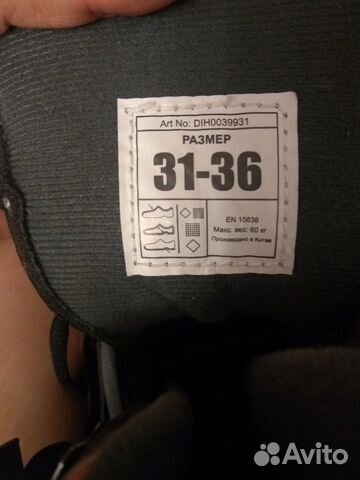 Art No: DIH0039931
РАЗМЕР
31-36
EN 15638
Макс. вес: 60 кг
Произведено в Китае
Avito